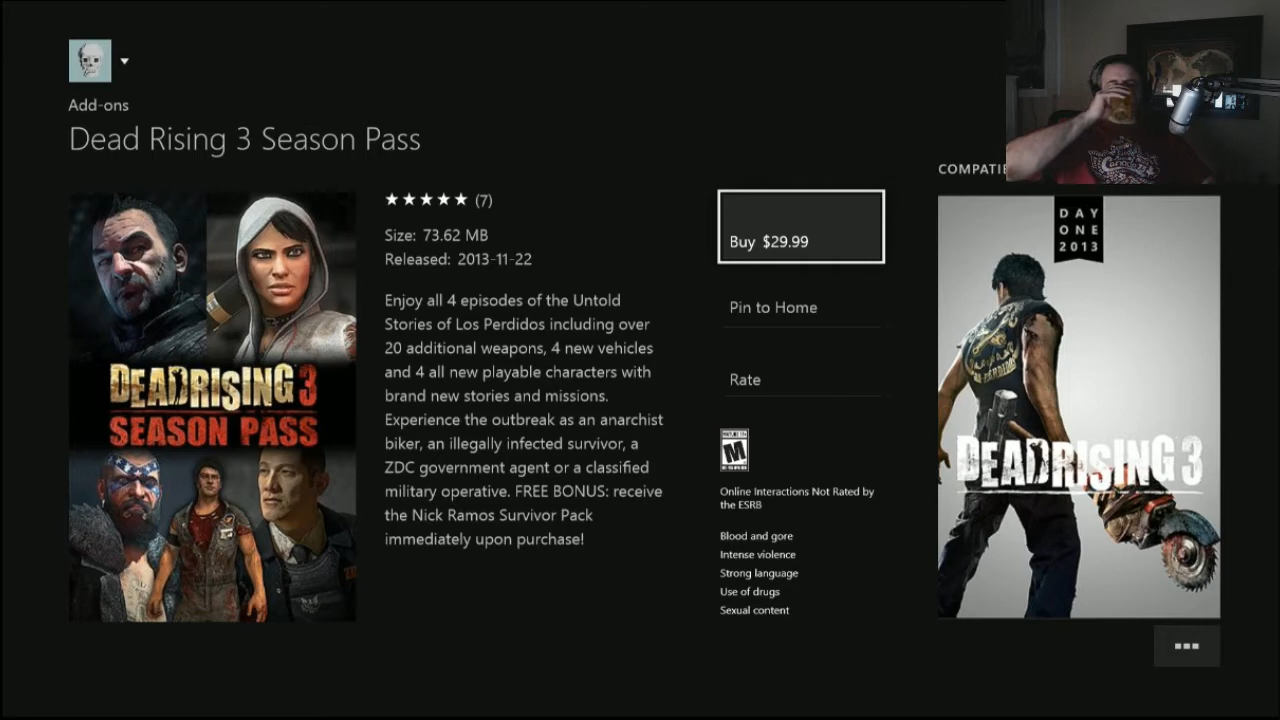 Add-ons
Dead Rising 3 Season Pass
DEADRISING 3
SEASON PASS
(7)
Size: 73.62 MB
Released: 2013-11-22
Enjoy all 4 episodes of the Untold
Stories of Los Perdidos including over
20 additional weapons, 4 new vehicles
and 4 all new playable characters with
brand new stories and missions.
Experience the outbreak as an anarchist
biker, an illegally infected survivor, a
ZDC government agent or a classified
military operative. FREE BONUS: receive
the Nick Ramos Survivor Pack
immediately upon purchase!
Buy $29.99
Pin to Home
Rate
M
Online Interactions Not Rated by
the ESRB
Blood and gore
Intense violence
Strong language
Use of drugs
Sexual content
DAY
ONE
2013
DEADRISING 3